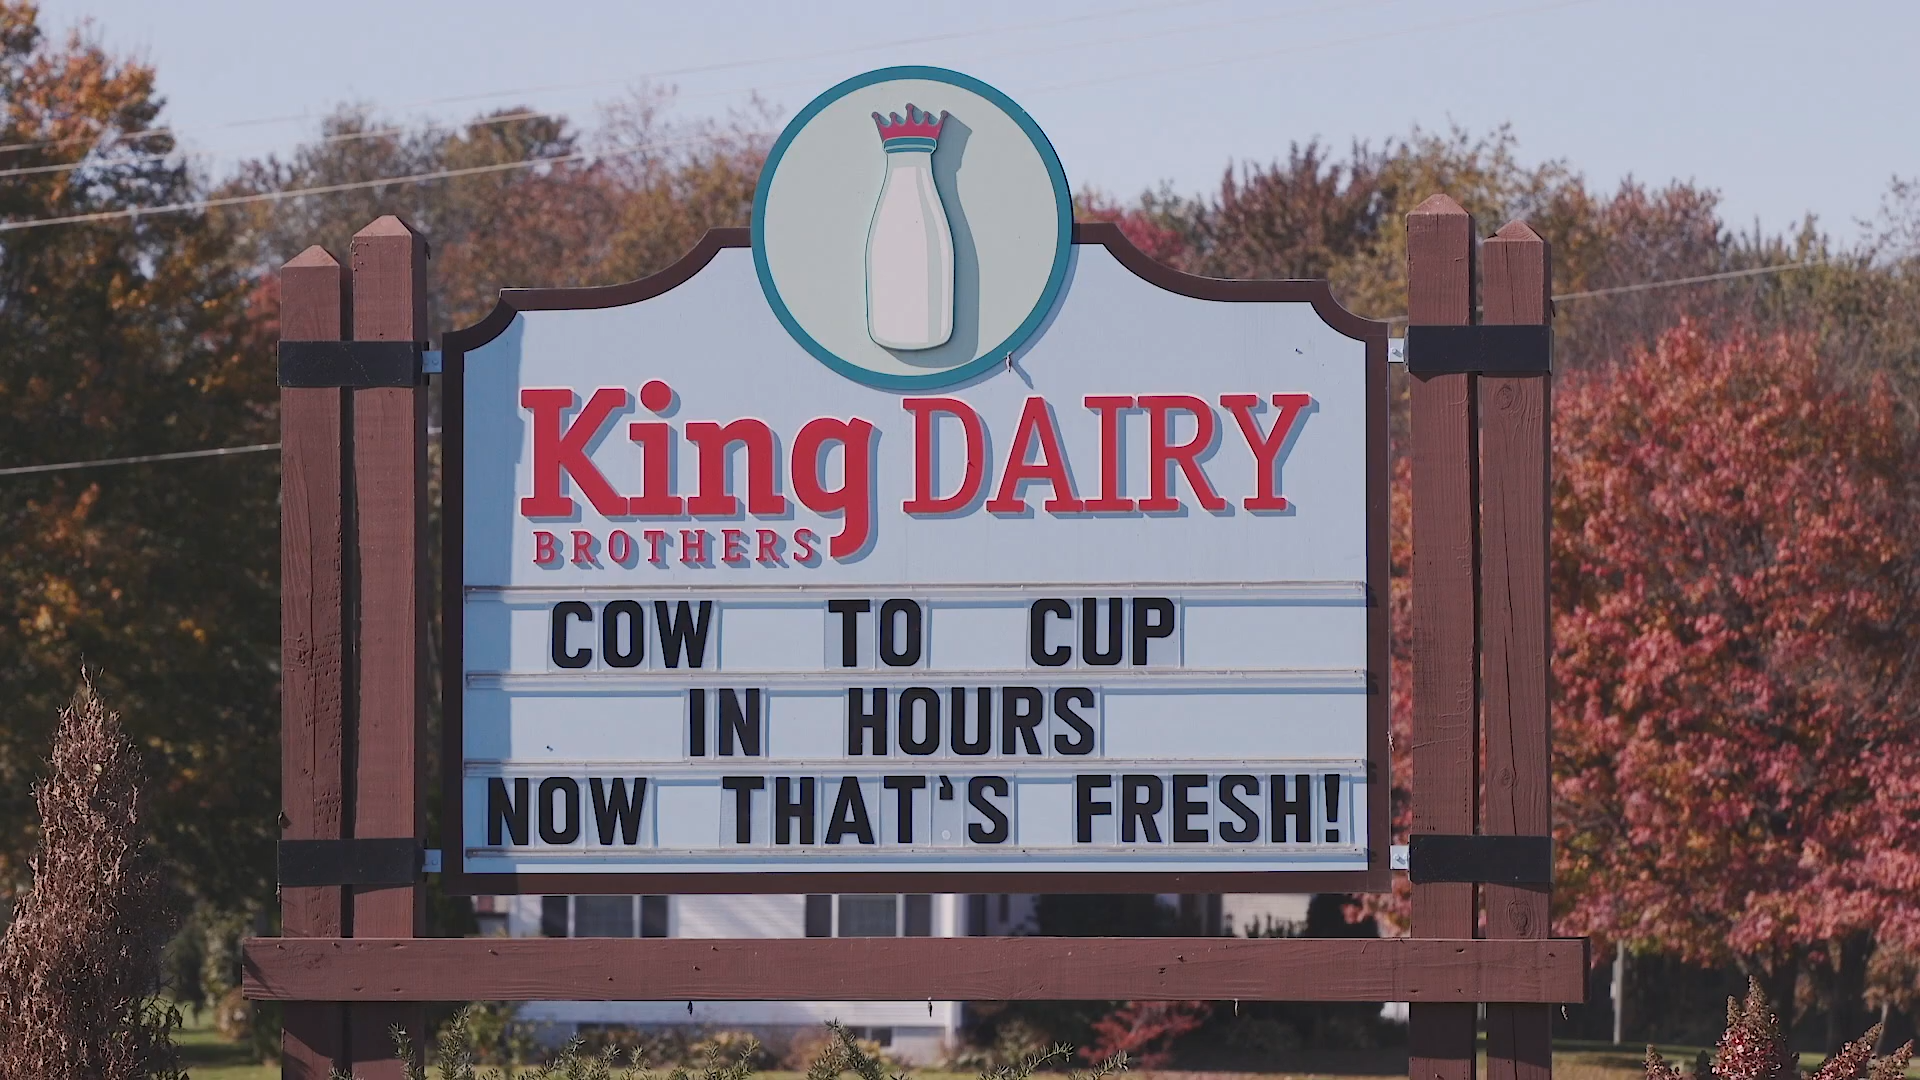 King DAIRY
BROTHERS
COW TO CUP
IN HOURS
NOW THAT'S FRESH!